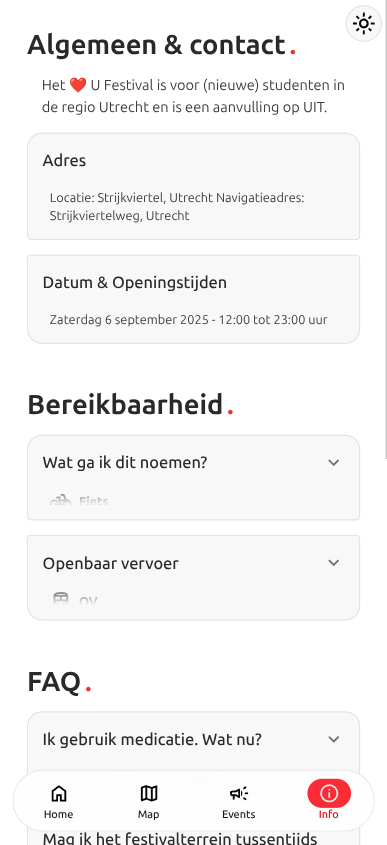 Algemeen & contact.
Het ❤️ U Festival is voor (nieuwe) studenten in
de regio Utrecht en is een aanvulling op UIT.
Adres
Locatie: Strijkviertel, Utrecht Navigatieadres:
Strijkviertelweg, Utrecht
Datum & Openingstijden
Zaterdag 6 september 2025 - 12:00 tot 23:00 uur
Bereikbaarheid.
Wat ga ik dit noemen?
Fiets
Openbaar vervoer
OV
FAQ.
Ik gebruik medicatie. Wat nu?
Home
Map
Events
Info
Mag ik het festivalterrein tussentijds